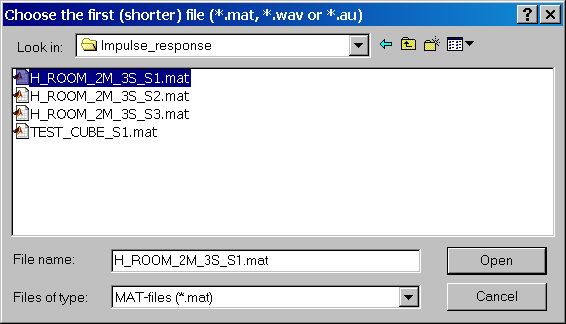 Choose the first (shorter) file (*.mat, *.wav or *.au)
Look in: Impulse_response
H_ROOM_2M_3S_S1.mat
H_ROOM_2M_3S_S2.mat
H_ROOM_2M_3S_S3.mat
TEST_CUBE_S1.mat
File name: H_ROOM_2M_3S_S1.mat Open
Files of type: MAT-files (*.mat) Cancel